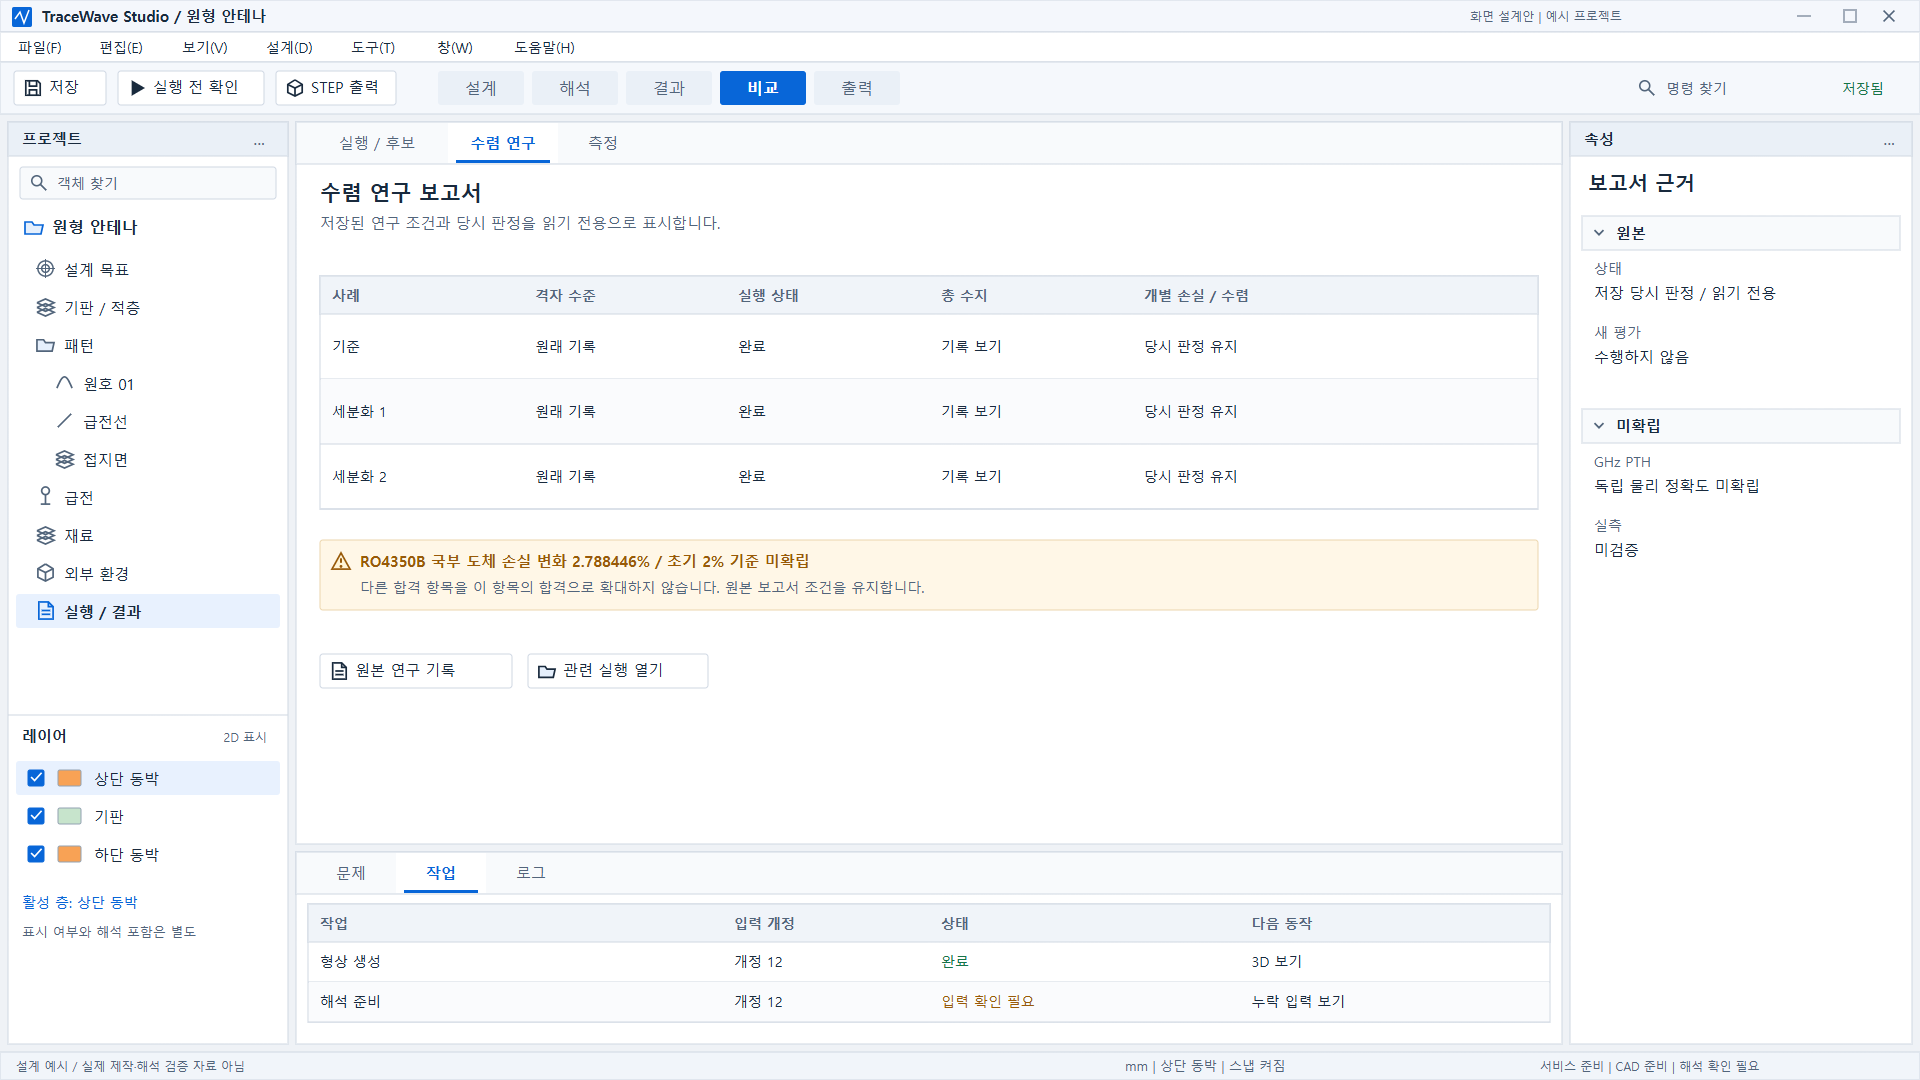 TraceWave Studio / 원형 안테나
화면 설계안 | 예시 프로젝트
파일(F) 편집(E) 보기(V) 설계(D) 도구(T) 창(W) 도움말(H)
저장 실행 전 확인 STEP 출력 설계 해석 결과 비교 출력 명령 찾기 저장됨
프로젝트 ...
객체 찾기
원형 안테나
설계 목표
기판 / 적층
패턴
원호 01
급전선
접지면
급전
재료
외부 환경
실행 / 결과
레이어 2D 표시
상단 동박
기판
하단 동박
활성 층: 상단 동박
표시 여부와 해석 포함은 별도
실행 / 후보 수렴 연구 측정
수렴 연구 보고서
저장된 연구 조건과 당시 판정을 읽기 전용으로 표시합니다.
사례 격자 수준 실행 상태 총 수지 개별 손실 / 수렴
기준 원래 기록 완료 기록 보기 당시 판정 유지
세분화 1 원래 기록 완료 기록 보기 당시 판정 유지
세분화 2 원래 기록 완료 기록 보기 당시 판정 유지
RO4350B 국부 도체 손실 변화 2.788446% / 초기 2% 기준 미확립
다른 합격 항목을 이 항목의 합격으로 확대하지 않습니다. 원본 보고서 조건을 유지합니다.
원본 연구 기록 관련 실행 열기
문제 작업 로그
작업 입력 개정 상태 다음 동작
형상 생성 개정 12 완료 3D 보기
해석 준비 개정 12 입력 확인 필요 누락 입력 보기
속성 ...
보고서 근거
원본
상태
저장 당시 판정 / 읽기 전용
새 평가
수행하지 않음
미확립
GHz PTH
독립 물리 정확도 미확립
실측
미검증
설계 예시 / 실제 제작·해석 검증 자료 아님
mm | 상단 동박 | 스냅 켜짐
서비스 준비 | CAD 준비 | 해석 확인 필요